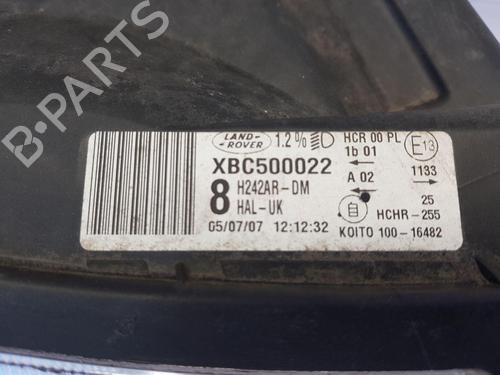 B-PARTS
LAND-
ROVER
1.2%
HCR 00 PL
1b 01
E13
XBC500022
A 02
1133
8
H242AR-DM
HAL-UK
25
HCHR-255
05/07/07 12:12:32
KOITO 100-16482